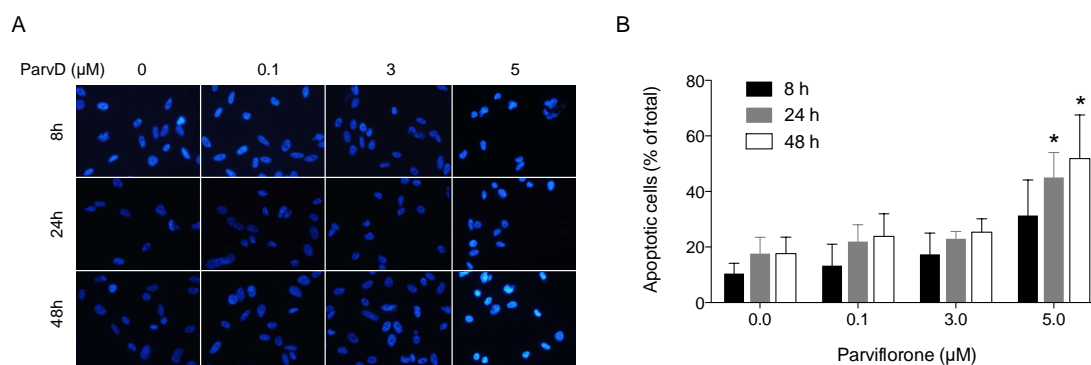 A
ParvD (µM) 0 0.1 3 5
8h
24h
48h
B
Apoptotic cells (% of total)
80
60
40
20
0
8 h
24 h
48 h
*
*
0.0 0.1 3.0 5.0
Parviflorone (µM)